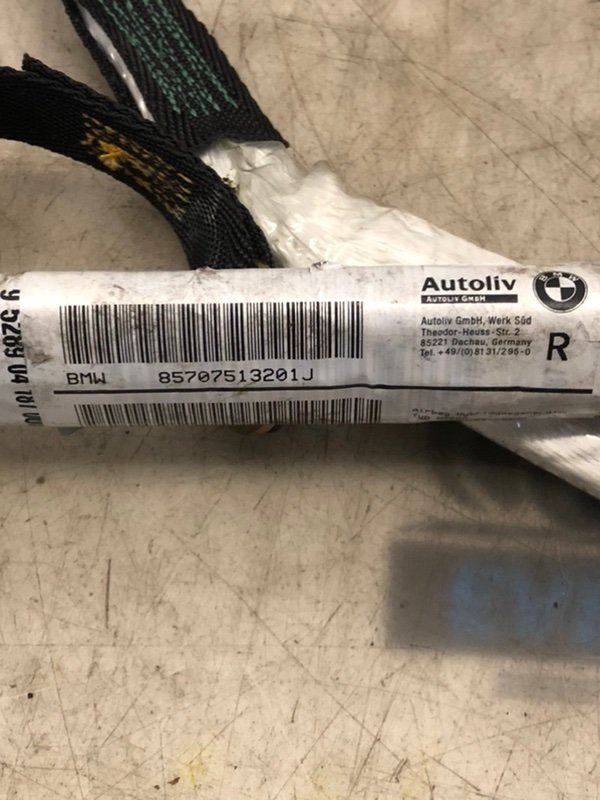 Autoliv
AUTOLIV GMBH
BMW
Autoliv GmbH, Werk Süd
Theodor-Heuss-Str. 2
85221 Dachau, Germany
Tel. +49/(0)8131/295-0
R
BMW 85707513201J